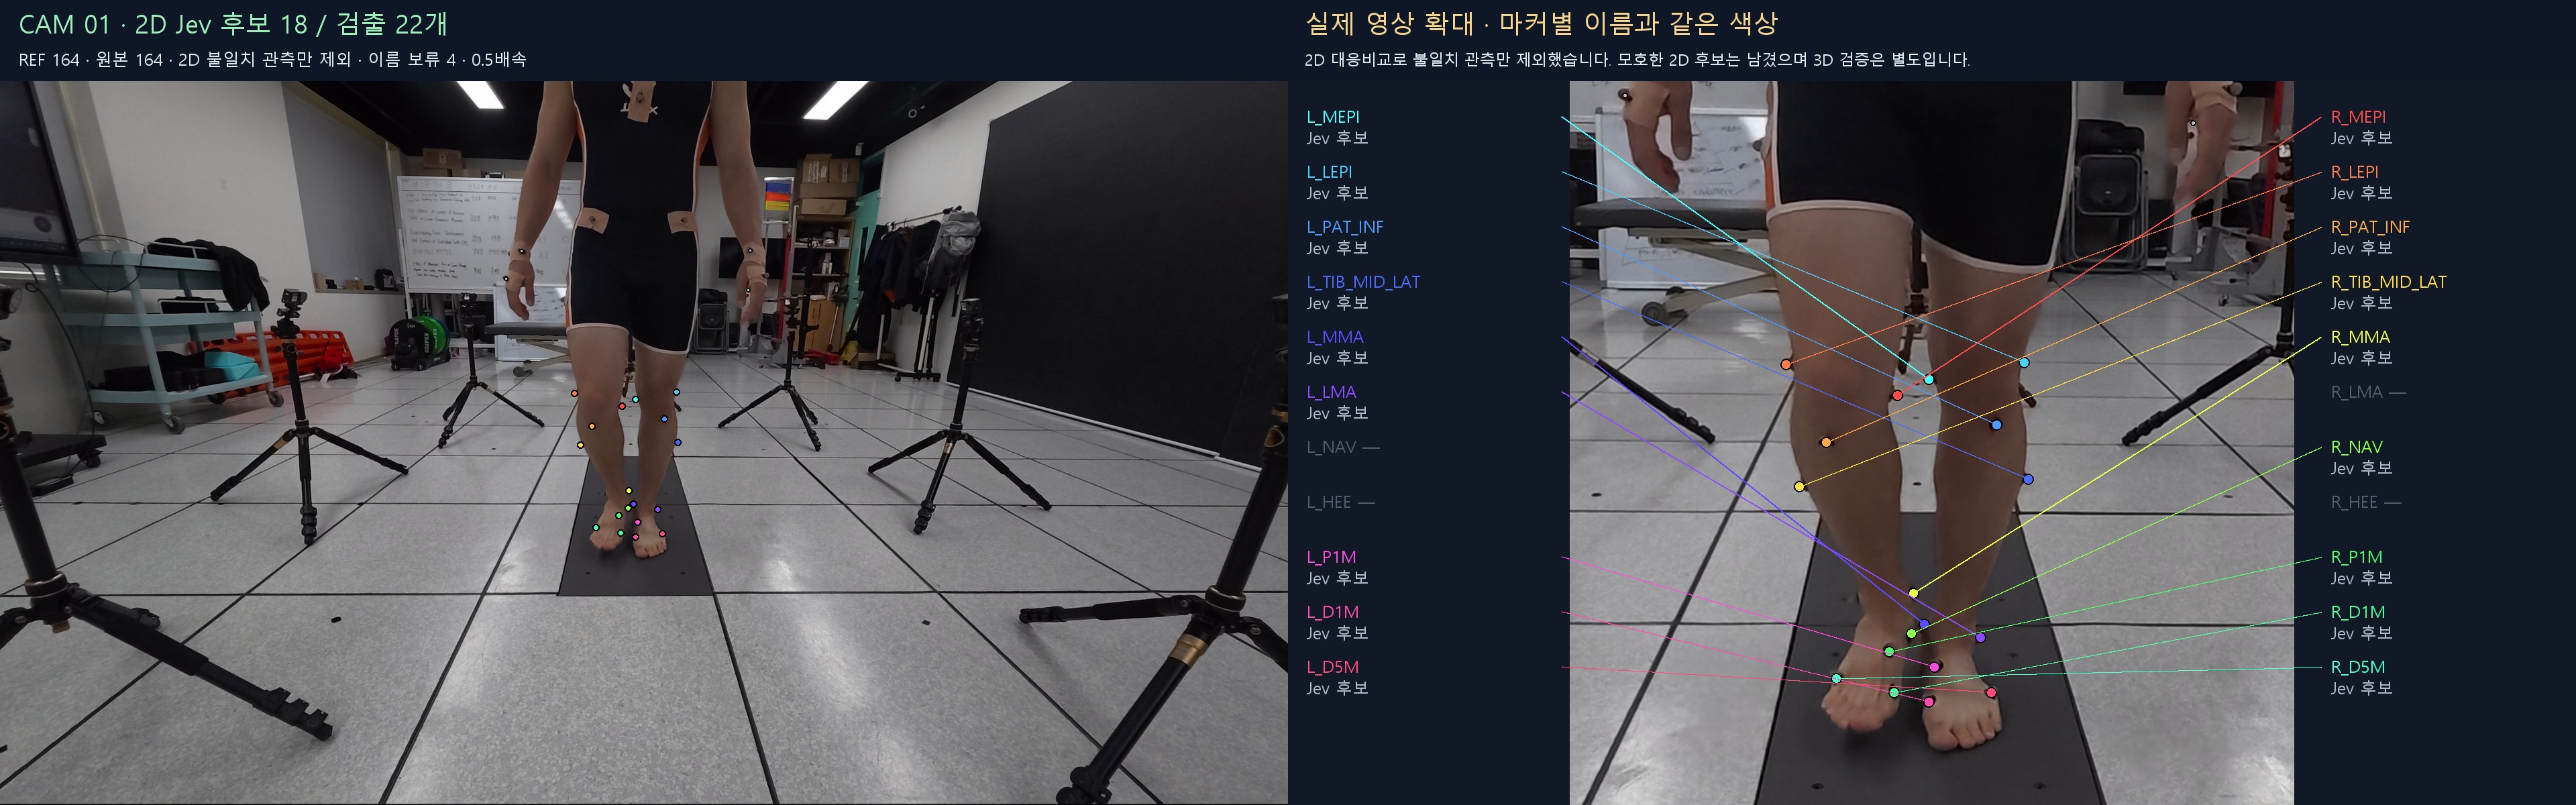 CAM 01 · 2D Jev 후보 18 / 검출 22개
REF 164 · 원본 164 · 2D 불일치 관측만 제외 · 이름 보류 4 · 0.5배속
실제 영상 확대 · 마커별 이름과 같은 색상
2D 대응비교로 불일치 관측만 제외했습니다. 모호한 2D 후보는 남겼으며 3D 검증은 별도입니다.
L_MEPI
Jev 후보
L_LEPI
Jev 후보
L_PAT_INF
Jev 후보
L_TIB_MID_LAT
Jev 후보
L_MMA
Jev 후보
L_LMA
Jev 후보
L_NAV —
L_HEE —
L_P1M
Jev 후보
L_D1M
Jev 후보
L_D5M
Jev 후보
R_MEPI
Jev 후보
R_LEPI
Jev 후보
R_PAT_INF
Jev 후보
R_TIB_MID_LAT
Jev 후보
R_MMA
Jev 후보
R_LMA —
R_NAV
Jev 후보
R_HEE —
R_P1M
Jev 후보
R_D1M
Jev 후보
R_D5M
Jev 후보